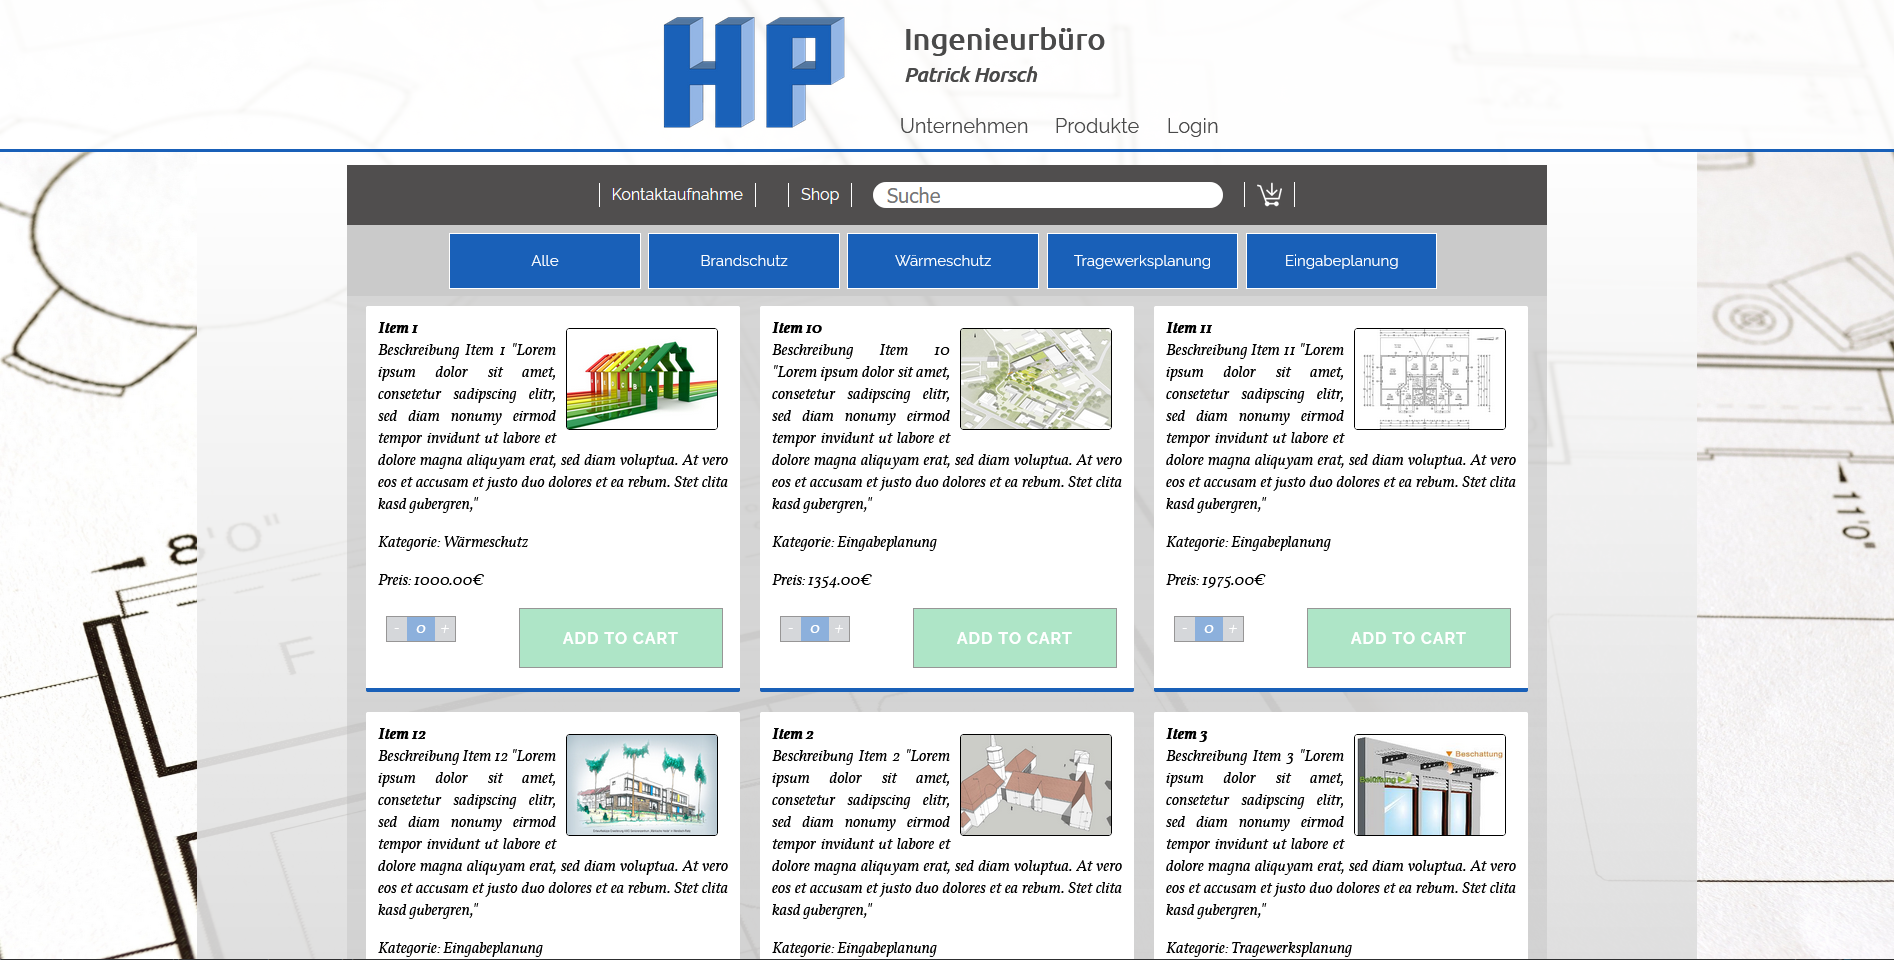 HP
Ingenieurbüro
Patrick Horsch
Unternehmen Produkte Login
Kontaktaufnahme Shop Suche
Alle Brandschutz Wärmeschutz Tragewerksplanung Eingabeplanung
Item 1
Beschreibung Item 1 "Lorem
ipsum dolor sit amet,
consetetur sadipscing elitr,
sed diam nonumy eirmod
tempor invidunt ut labore et
dolore magna aliquyam erat, sed diam voluptua. At vero
eos et accusam et justo duo dolores et ea rebum. Stet clita
kasd gubergren,"
Kategorie: Wärmeschutz
Preis: 1000.00€
- 0 + ADD TO CART
Item 10
Beschreibung Item 10
"Lorem ipsum dolor sit amet,
consetetur sadipscing elitr,
sed diam nonumy eirmod
tempor invidunt ut labore et
dolore magna aliquyam erat, sed diam voluptua. At vero
eos et accusam et justo duo dolores et ea rebum. Stet clita
kasd gubergren,"
Kategorie: Eingabeplanung
Preis: 1354.00€
- 0 + ADD TO CART
Item 11
Beschreibung Item 11 "Lorem
ipsum dolor sit amet,
consetetur sadipscing elitr,
sed diam nonumy eirmod
tempor invidunt ut labore et
dolore magna aliquyam erat, sed diam voluptua. At vero
eos et accusam et justo duo dolores et ea rebum. Stet clita
kasd gubergren,"
Kategorie: Eingabeplanung
Preis: 1975.00€
- 0 + ADD TO CART
Item 12
Beschreibung Item 12 "Lorem
ipsum dolor sit amet,
consetetur sadipscing elitr,
sed diam nonumy eirmod
tempor invidunt ut labore et
dolore magna aliquyam erat, sed diam voluptua. At vero
eos et accusam et justo duo dolores et ea rebum. Stet clita
kasd gubergren,"
Kategorie: Eingabeplanung
Item 2
Beschreibung Item 2 "Lorem
ipsum dolor sit amet,
consetetur sadipscing elitr,
sed diam nonumy eirmod
tempor invidunt ut labore et
dolore magna aliquyam erat, sed diam voluptua. At vero
eos et accusam et justo duo dolores et ea rebum. Stet clita
kasd gubergren,"
Kategorie: Eingabeplanung
Item 3
Beschreibung Item 3 "Lorem
ipsum dolor sit amet,
consetetur sadipscing elitr,
sed diam nonumy eirmod
tempor invidunt ut labore et
dolore magna aliquyam erat, sed diam voluptua. At vero
eos et accusam et justo duo dolores et ea rebum. Stet clita
kasd gubergren,"
Kategorie: Tragewerksplanung
Beschattung
Belüftung
8'0"
F
11'0"